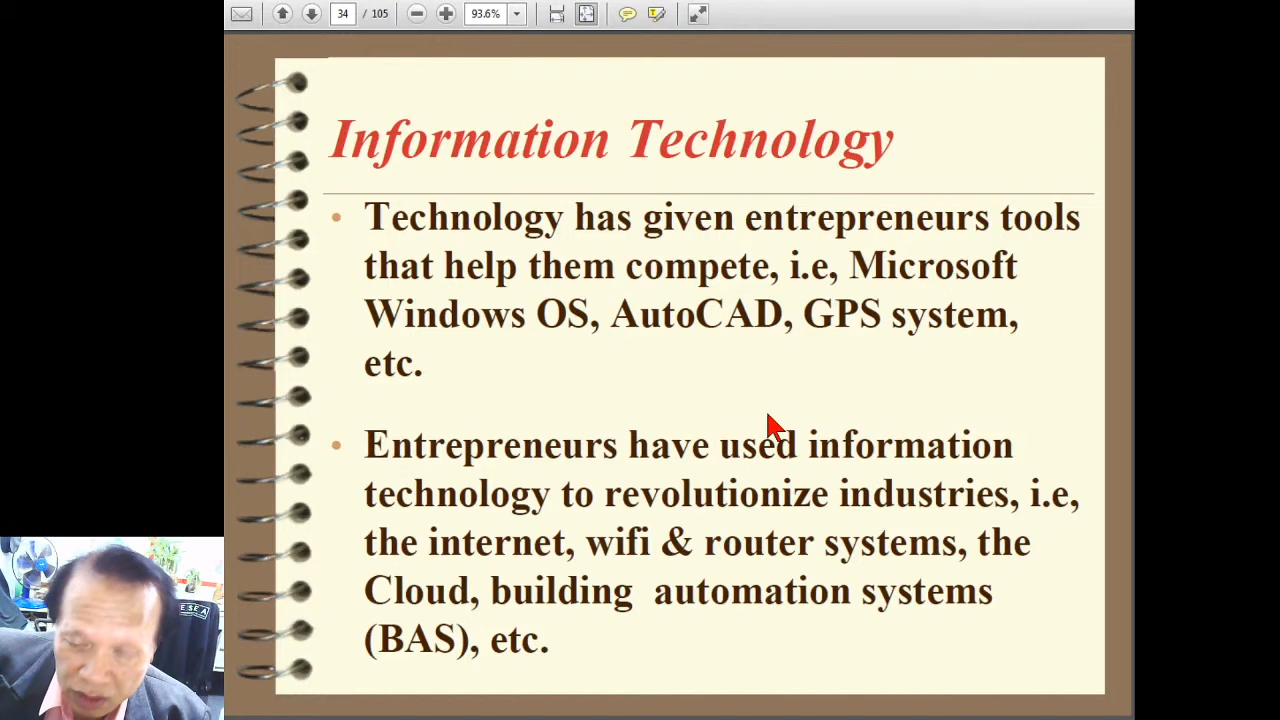 34 / 105 93.6%
Information Technology
• Technology has given entrepreneurs tools
that help them compete, i.e, Microsoft
Windows OS, AutoCAD, GPS system,
etc.
• Entrepreneurs have used information
technology to revolutionize industries, i.e,
the internet, wifi & router systems, the
Cloud, building automation systems
(BAS), etc.
ESEA